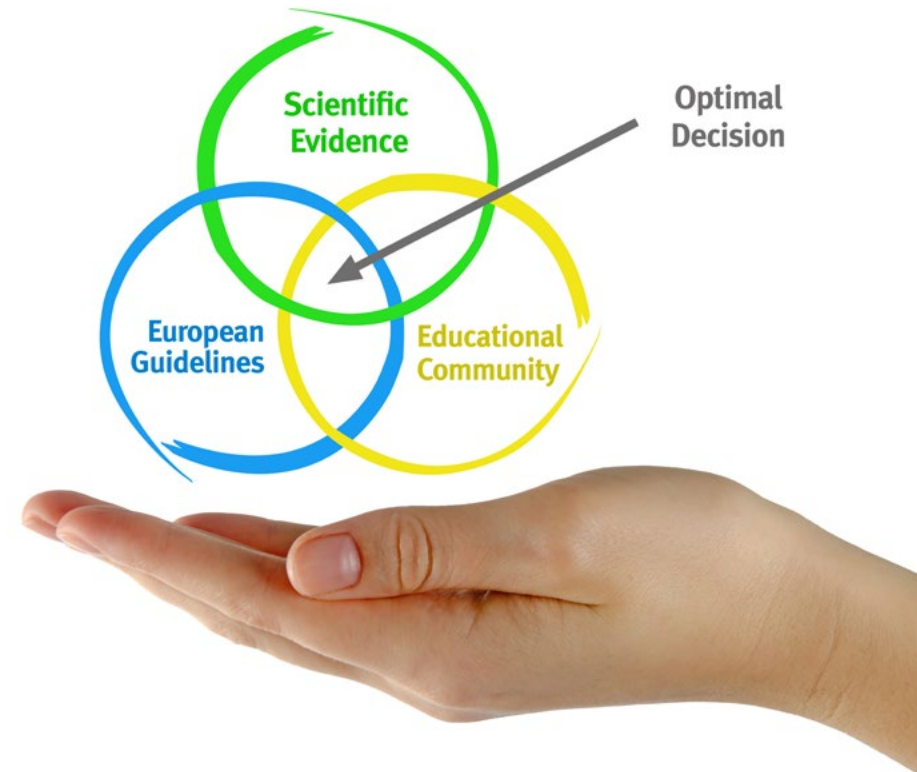 Scientific
Evidence
Optimal
Decision
European
Guidelines
Educational
Community